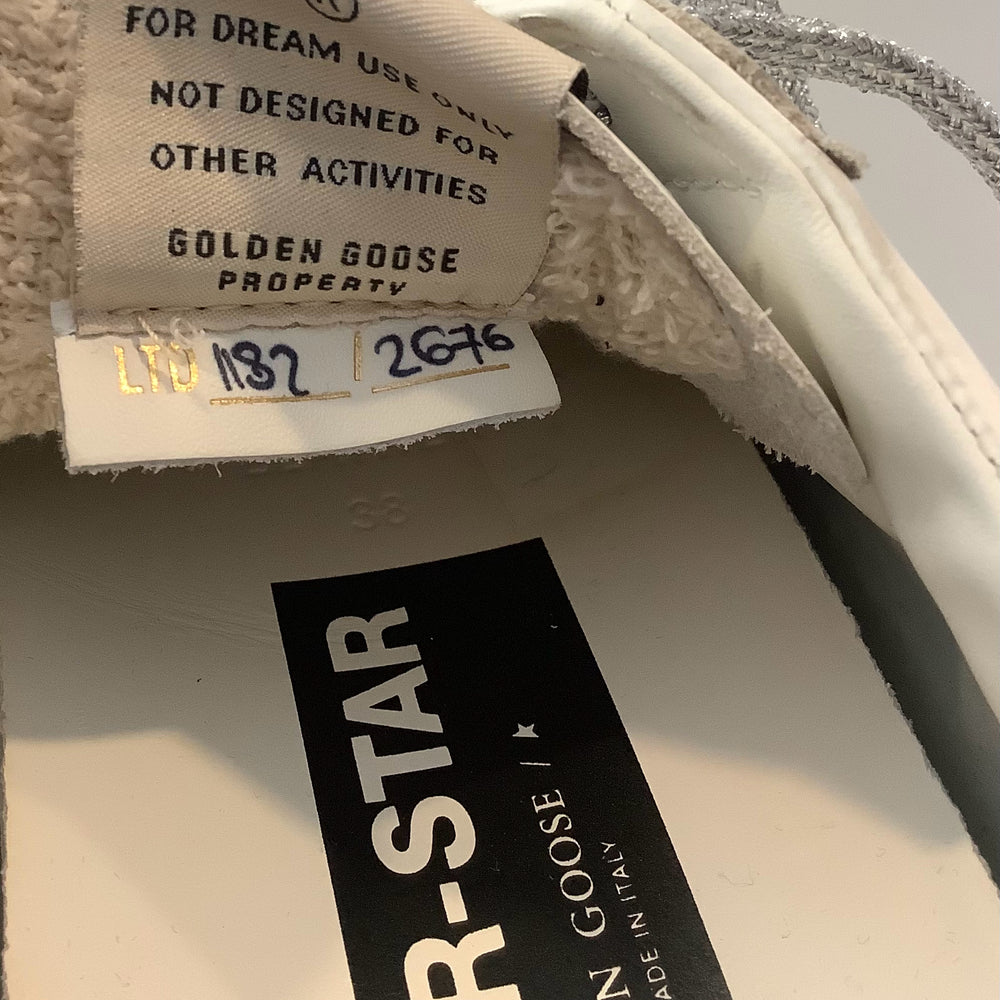 FOR DREAM USE ONLY
NOT DESIGNED FOR
OTHER ACTIVITIES
GOLDEN GOOSE
PROPERTY
LTD 1182 / 2676
38
R-STAR
N GOOSE /
ADE IN ITALY